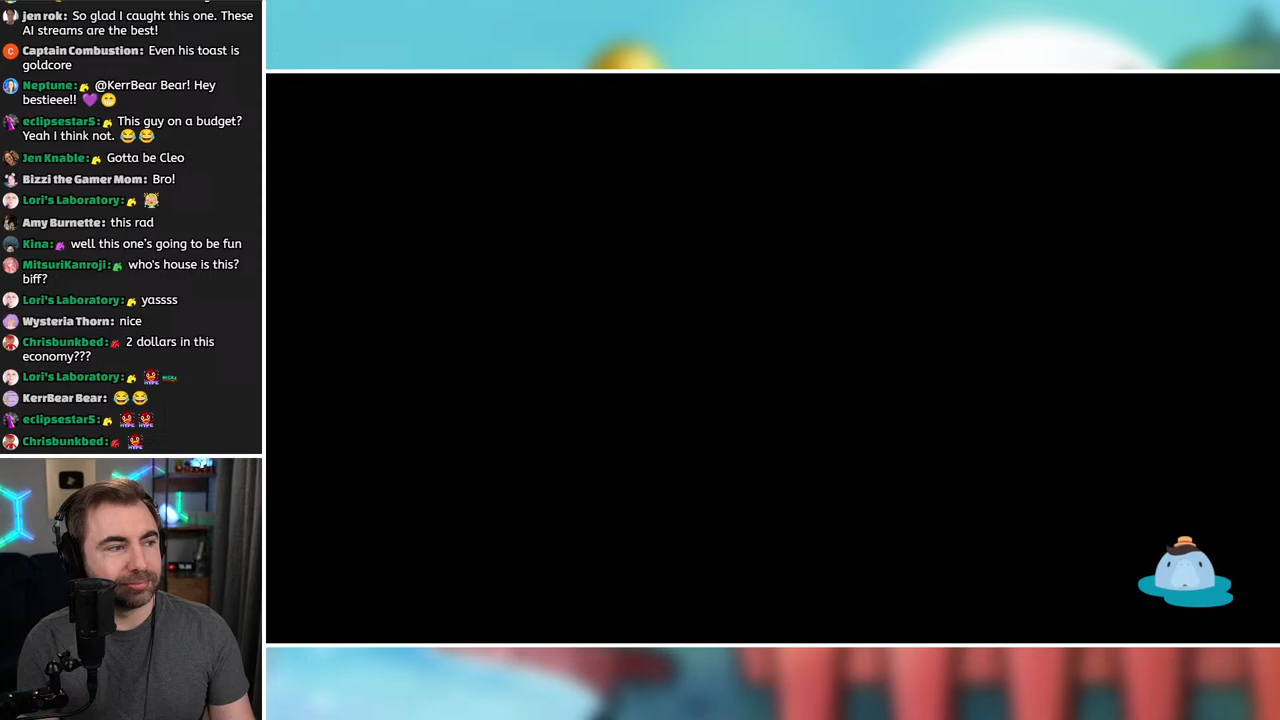 jen rok: So glad I caught this one. These
AI streams are the best!
Captain Combustion: Even his toast is
goldcore
Neptune: @KerrBear Bear! Hey
bestieee!! 💜 😁
eclipsestar5: This guy on a budget?
Yeah I think not. 😂 😂
Jen Knable: Gotta be Cleo
Bizzi the Gamer Mom: Bro!
Lori's Laboratory:
Amy Burnette: this rad
Kina: well this one's going to be fun
MitsuriKanroji: who's house is this?
biff?
Lori's Laboratory: yassss
Wysteria Thorn: nice
Chrisbunkbed: 2 dollars in this
economy???
Lori's Laboratory: HYPE
KerrBear Bear: 😂 😂
eclipsestar5: HYPE HYPE
Chrisbunkbed: HYPE